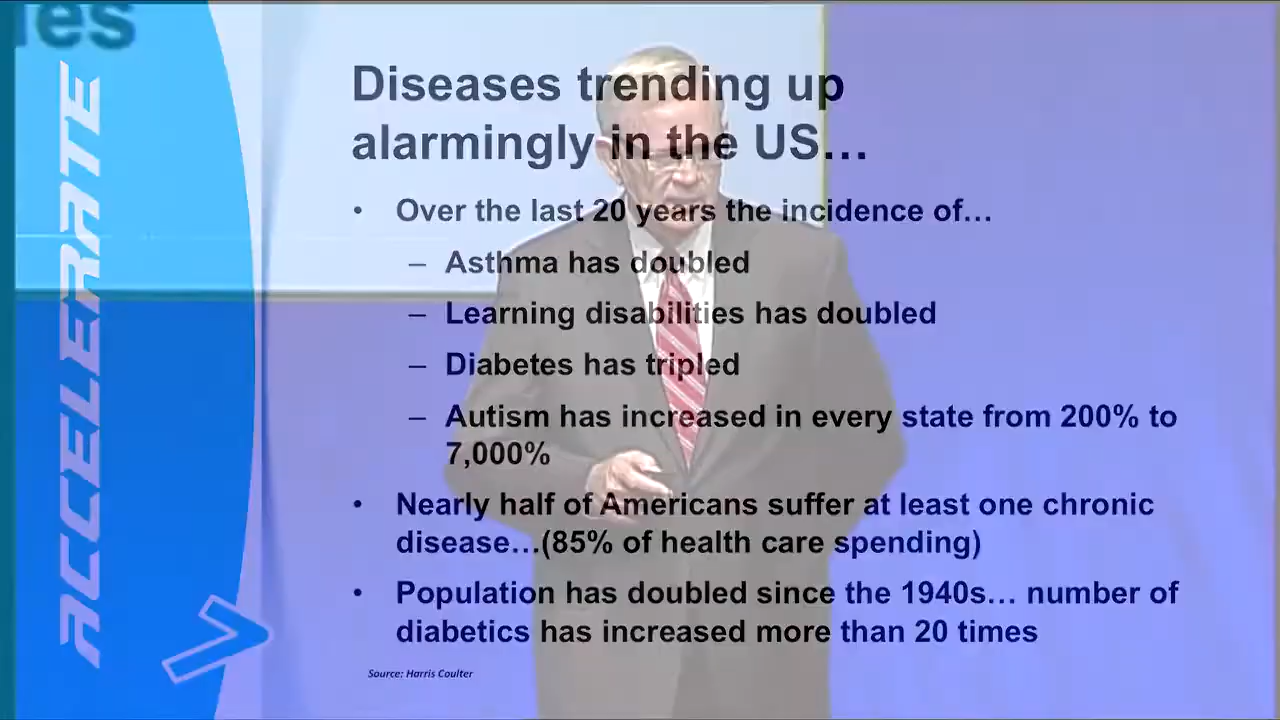 ies
ACCELERATE
Diseases trending up
alarmingly in the US…
• Over the last 20 years the incidence of…
– Asthma has doubled
– Learning disabilities has doubled
– Diabetes has tripled
– Autism has increased in every state from 200% to
7,000%
• Nearly half of Americans suffer at least one chronic
disease…(85% of health care spending)
• Population has doubled since the 1940s… number of
diabetics has increased more than 20 times
Source: Harris Coulter